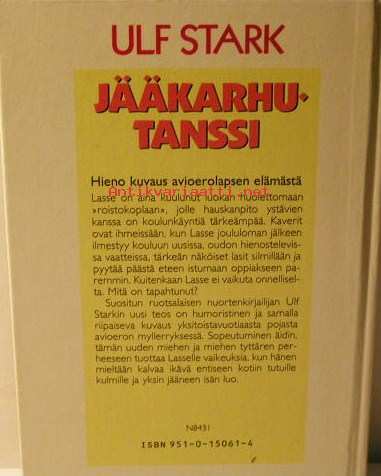 ULF STARK
JÄÄKARHU-
TANSSI
Hieno kuvaus avioerolapsen elämästä
Antikvariaatti.net
Lasse on aina kuulunut luokan huolettomaan
»roistokoplaan», jolle hauskanpito ystävien
kanssa on koulunkäyntiä tärkeämpää. Kaverit
ovat ihmeissään, kun Lasse joululoman jälkeen
ilmestyy kouluun uusissa, oudon hienostelevis-
sa vaatteissa, tärkeän näköiset lasit silmillään ja
pyytää päästä eteen istumaan oppiakseen pa-
remmin. Kuitenkaan Lasse ei vaikuta onnellisel-
ta. Mitä on tapahtunut?
Suositun ruotsalaisen nuortenkirjailijan Ulf
Starkin uusi teos on humoristinen ja samalla
riipaiseva kuvaus yksitoistavuotiaasta pojasta
avioeron myllerryksessä. Sopeutuminen äidin,
tämän uuden miehen ja miehen tyttären per-
heeseen tuottaa Lasselle vaikeuksia, kun hänen
mieltään kalvaa ikävä entiseen kotiin tutuille
kulmille ja yksin jääneen isän luo.
N8431
ISBN 951-0-15061-4